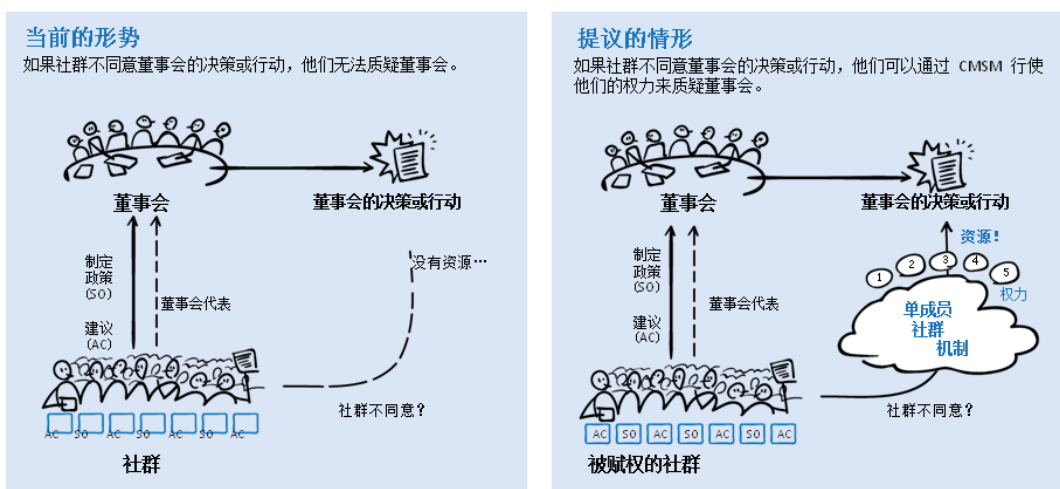 当前的形势
如果社群不同意董事会的决策或行动，他们无法质疑董事会。
董事会
董事会的决策或行动
制定
政策
(SO)
建议
(AC)
董事会代表
没有资源…
社群不同意？
AC SO AC SO AC SO AC
社群
提议的情形
如果社群不同意董事会的决策或行动，他们可以通过 CMSM 行使
他们的权力来质疑董事会。
董事会
董事会的决策或行动
资源！
1 2 3 4 5
权力
制定
政策
(SO)
建议
(AC)
董事会代表
单成员
社群
机制
社群不同意？
AC SO AC SO AC SO AC
被赋权的社群